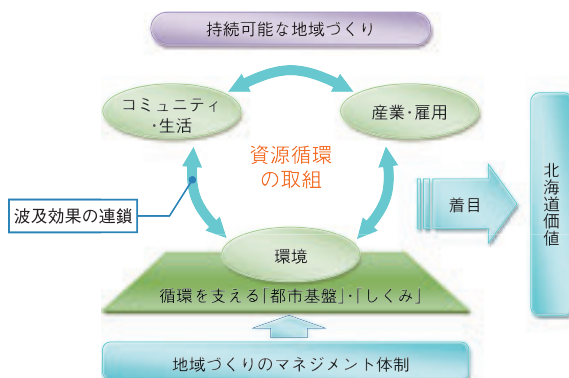 持続可能な地域づくり
コミュニティ
・生活
産業・雇用
資源循環
の取組
波及効果の連鎖
着目
北海道価値
環境
循環を支える｢都市基盤｣・｢しくみ｣
地域づくりのマネジメント体制